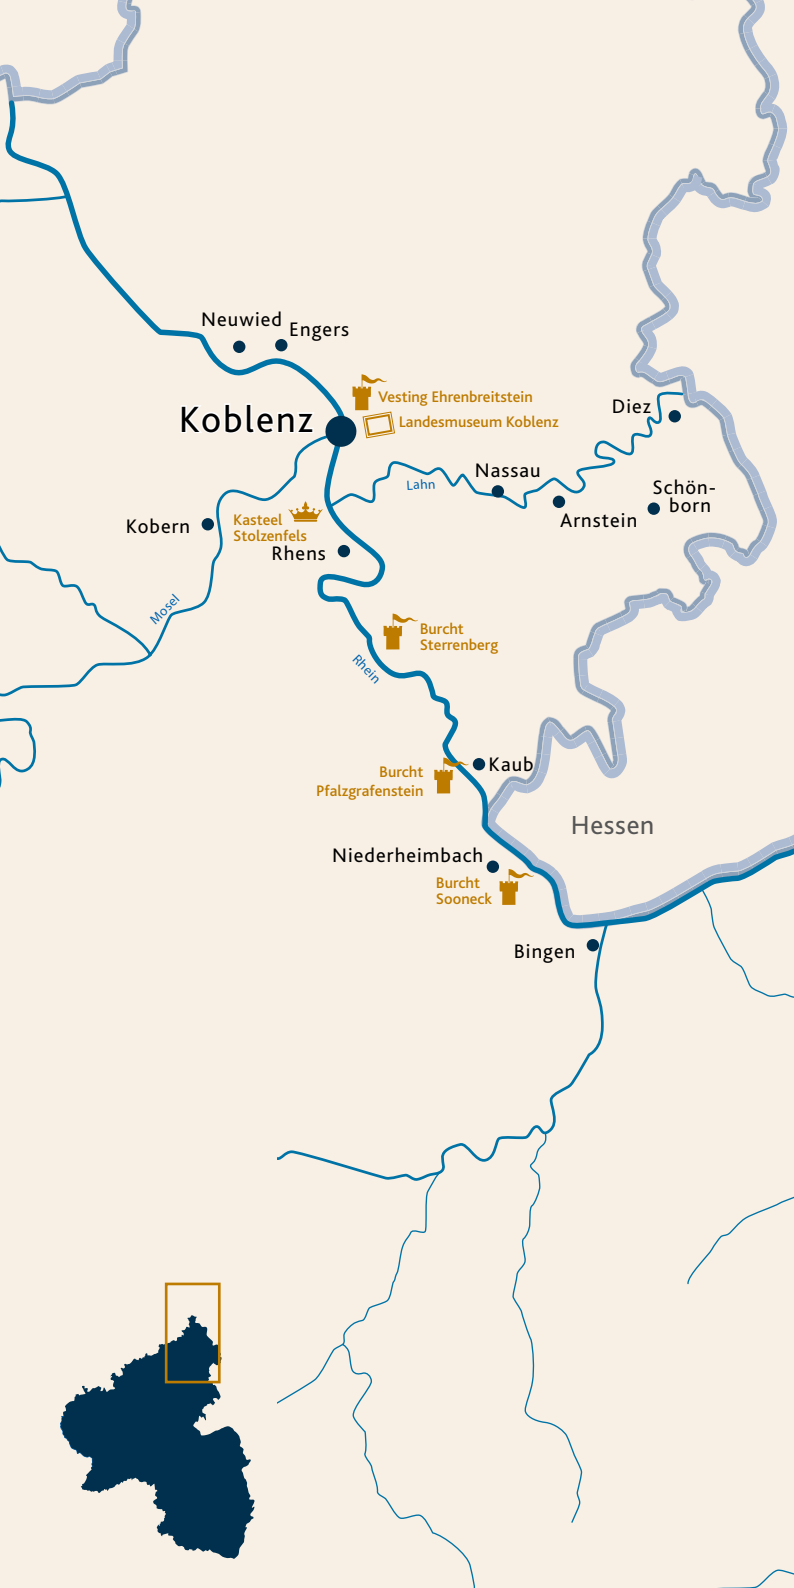 Neuwied
Engers
Vesting Ehrenbreitstein
Koblenz
Landesmuseum Koblenz
Diez
Nassau
Lahn
Schön-
born
Arnstein
Kobern
Kasteel
Stolzenfels
Rhens
Mosel
Burcht
Sterrenberg
Rhein
Kaub
Burcht
Pfalzgrafenstein
Hessen
Niederheimbach
Burcht
Sooneck
Bingen